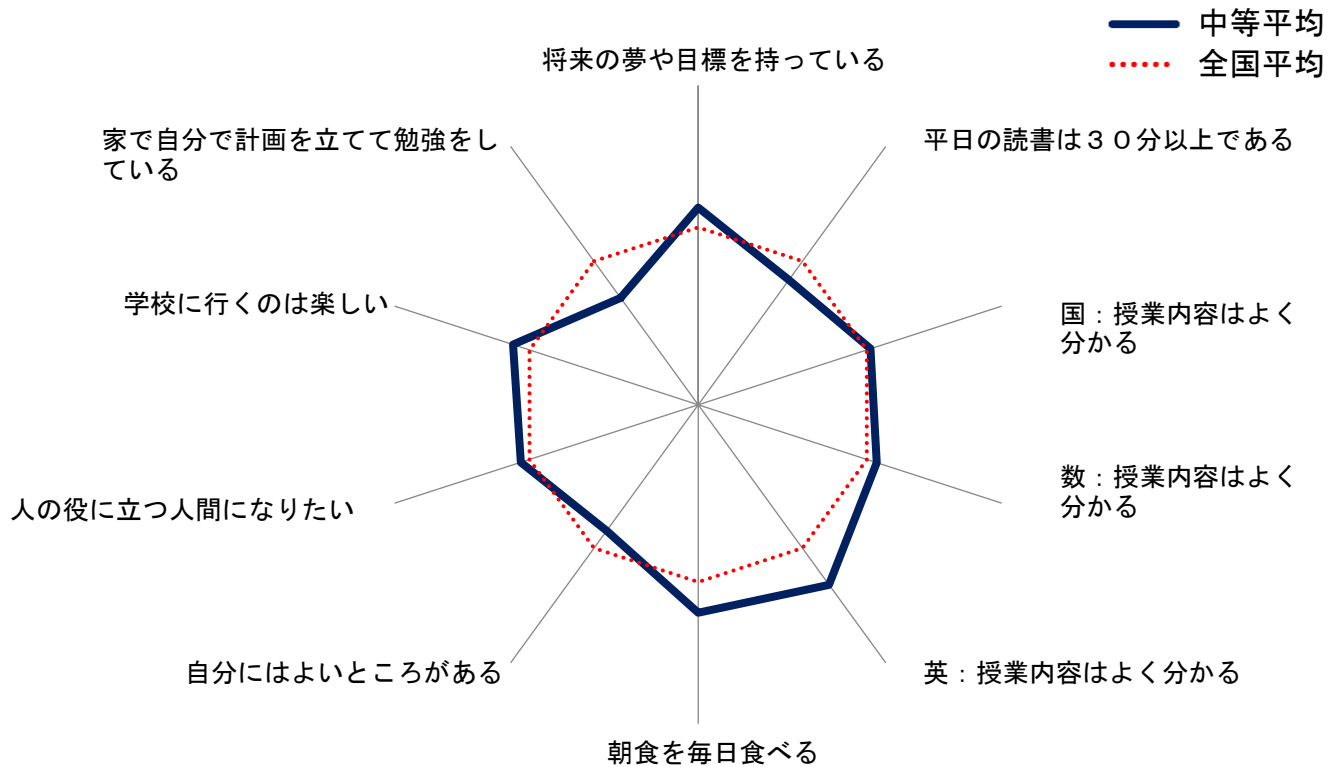 中等平均
全国平均
将来の夢や目標を持っている
平日の読書は３０分以上である
国：授業内容はよく
分かる
数：授業内容はよく
分かる
英：授業内容はよく分かる
朝食を毎日食べる
自分にはよいところがある
人の役に立つ人間になりたい
学校に行くのは楽しい
家で自分で計画を立てて勉強をし
ている